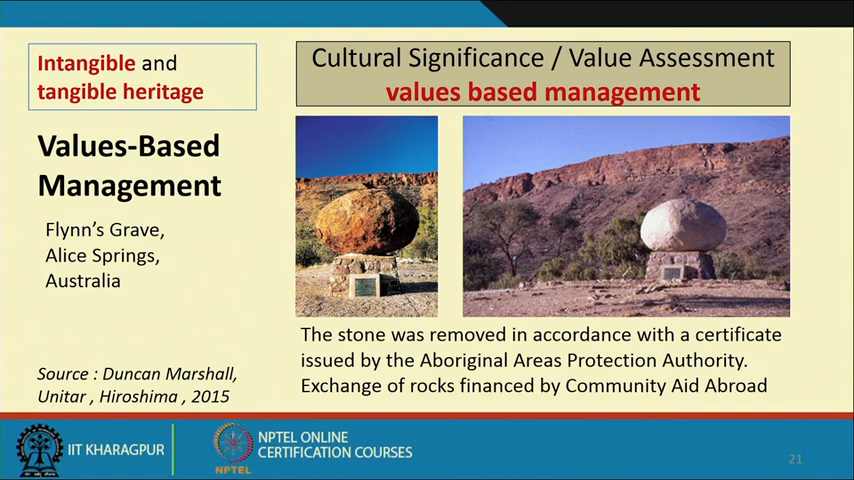 Intangible and
tangible heritage
Cultural Significance / Value Assessment
values based management
Values-Based
Management
Flynn's Grave,
Alice Springs,
Australia
The stone was removed in accordance with a certificate
issued by the Aboriginal Areas Protection Authority.
Exchange of rocks financed by Community Aid Abroad
Source : Duncan Marshall,
Unitar , Hiroshima , 2015
IIT KHARAGPUR
NPTEL
NPTEL ONLINE
CERTIFICATION COURSES
21